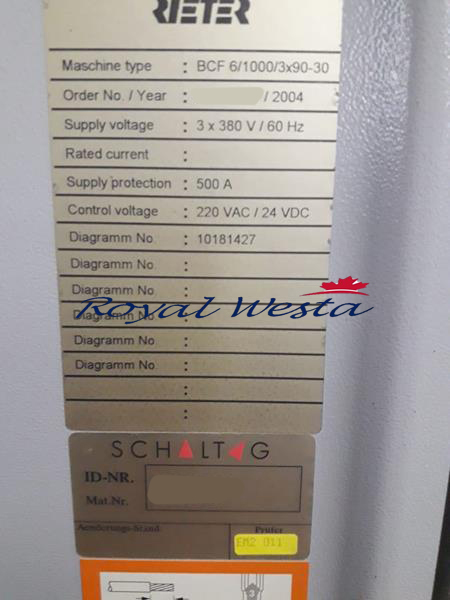 RIETER
Maschine type : BCF 6/1000/3x90-30
Order No. / Year : / 2004
Supply voltage : 3 x 380 V / 60 Hz
Rated current :
Supply protection : 500 A
Control voltage : 220 VAC / 24 VDC
Diagramm No. : 10181427
Diagramm No. :
Diagramm No. :
Royal Westa
Diagramm No. :
Diagramm No. :
Diagramm No. :
:
:
SCHALTAG
ID-NR.
Mat.Nr.
Aenderungs-Stand: Prüfer
EM2 011
3